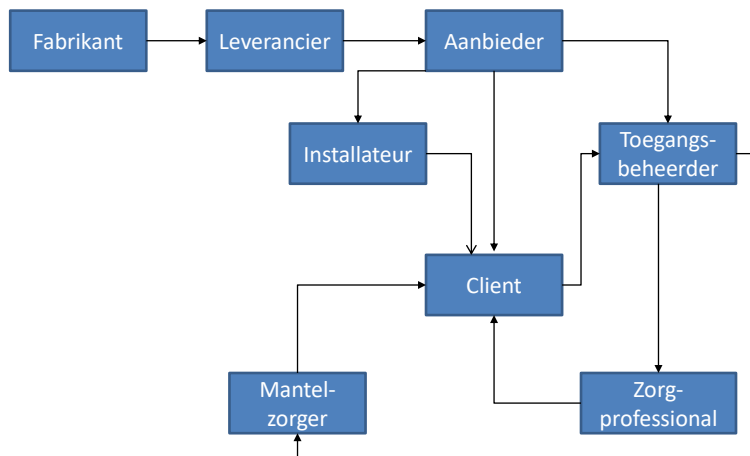 Fabrikant
Leverancier
Aanbieder
Installateur
Toegangs-
beheerder
Client
Mantel-
zorger
Zorg-
professional